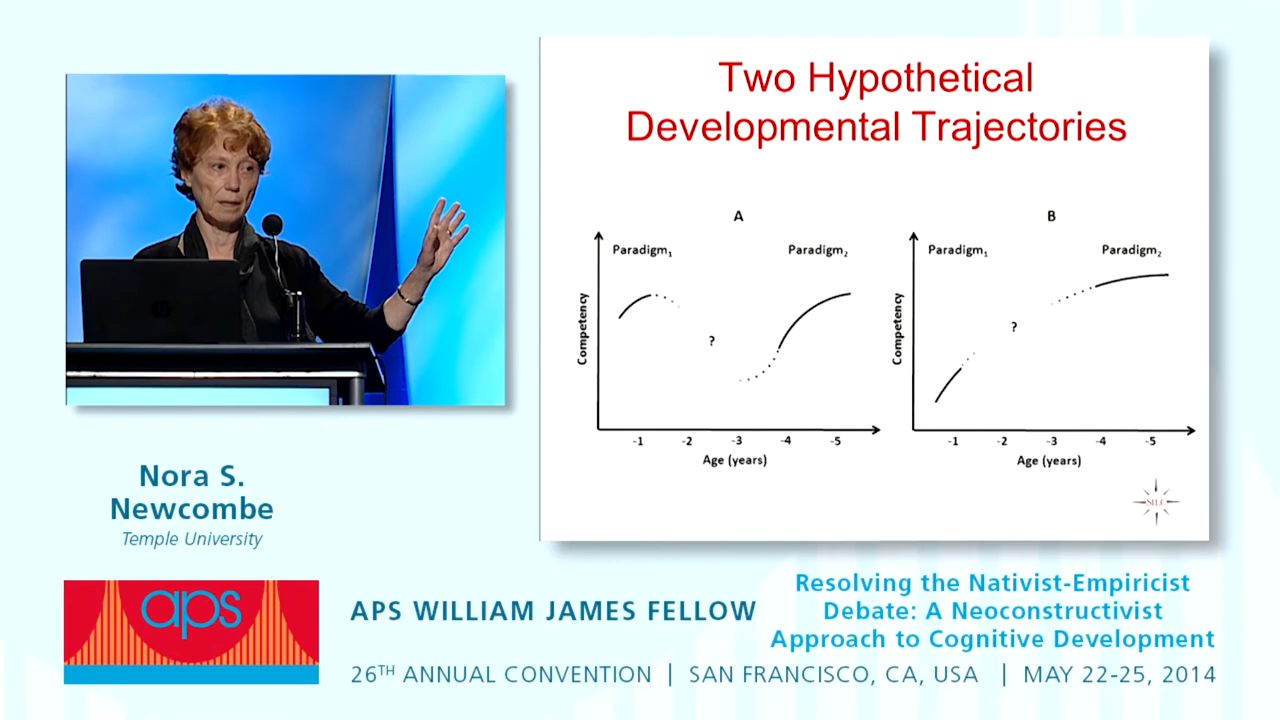 Two Hypothetical
Developmental Trajectories
A
Paradigm₁
Paradigm₂
Competency
?
-1 -2 -3 -4 -5
Age (years)
B
Paradigm₁
Paradigm₂
Competency
?
-1 -2 -3 -4 -5
Age (years)
SILC
Nora S.
Newcombe
Temple University
aps
APS WILLIAM JAMES FELLOW
Resolving the Nativist-Empiricist
Debate: A Neoconstructivist
Approach to Cognitive Development
26TH ANNUAL CONVENTION | SAN FRANCISCO, CA, USA | MAY 22-25, 2014